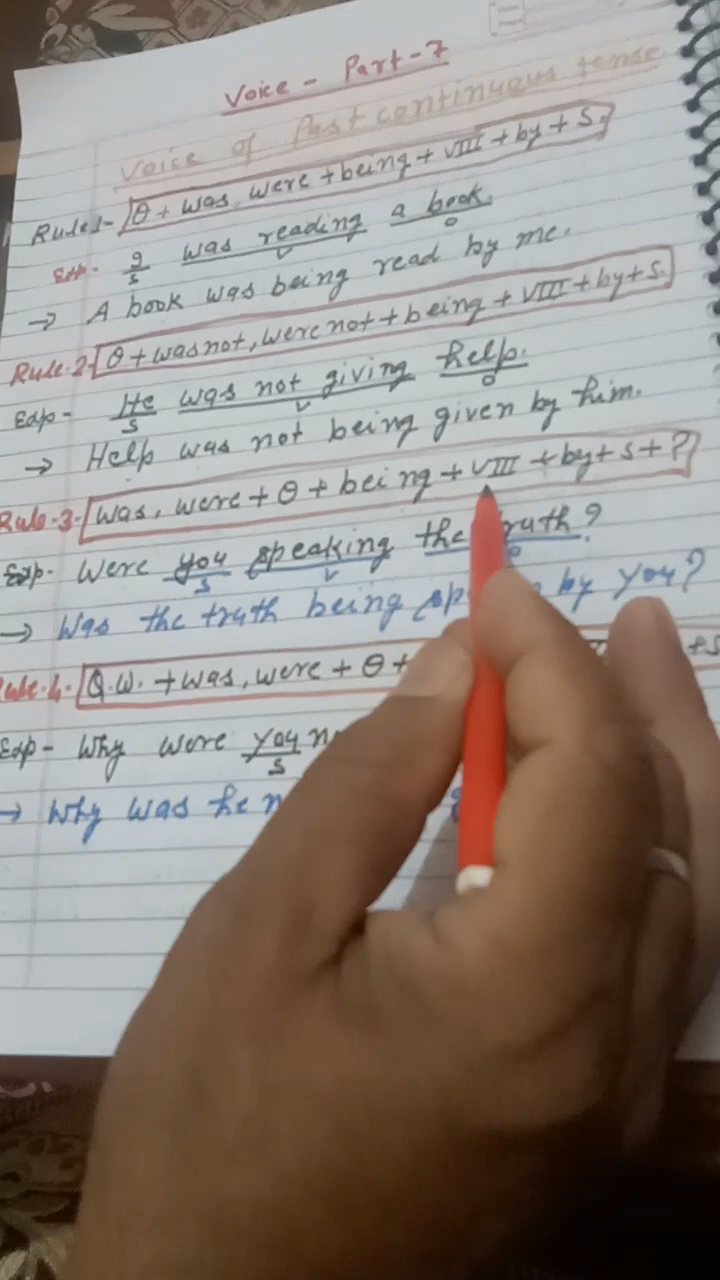 Voice - Part-7
Voice of Past continuous tense
Rule1- O + was, were + being + VIII + by + S.
Exp. I was reading a book.
S V O
→ A book was being read by me.
Rule-2- O + was not, were not + being + VIII + by + S.
Exp- He was not giving help.
S V O
→ Help was not being given by him.
Rule-3- Was, were + O + being + VIII + by + S + ?
Exp. Were you speaking the truth?
S V
→ Was the truth being by you?
Rule-4- Q.W. + was, were + O + + S
Exp- Why were you
S
→ Why was he